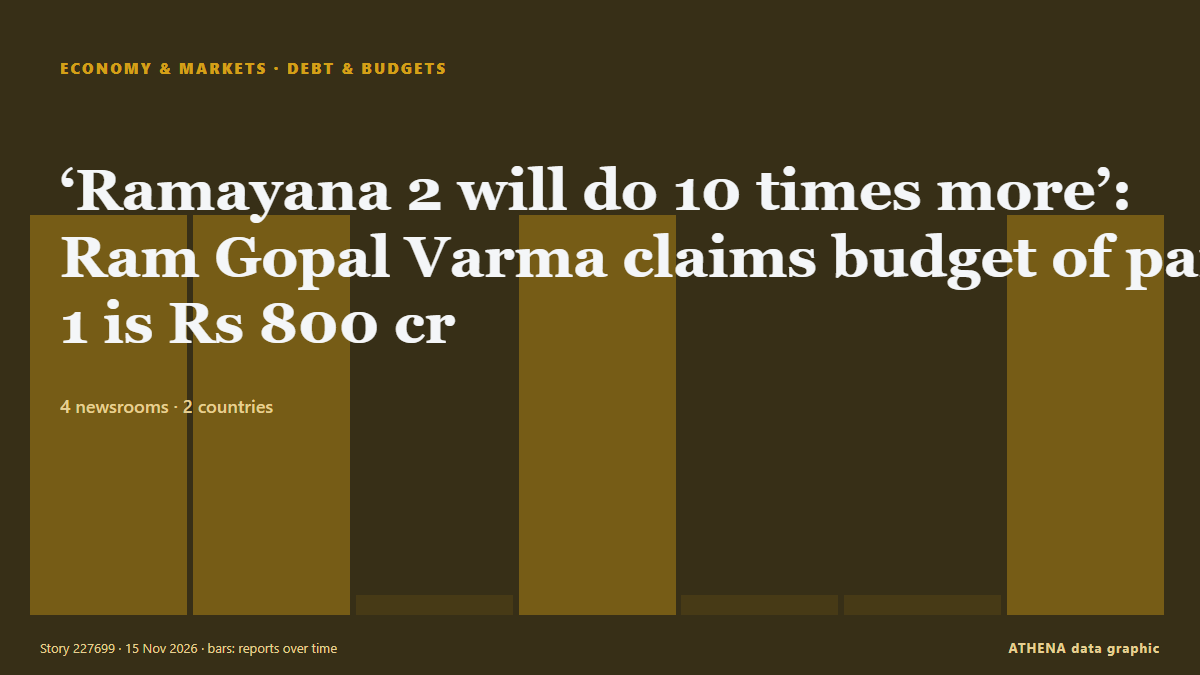 ECONOMY & MARKETS · DEBT & BUDGETS
‘Ramayana 2 will do 10 times more’:
Ram Gopal Varma claims budget of
1 is Rs 800 cr
4 newsrooms · 2 countries
Story 227699 · 15 Nov 2026 · bars: reports over time
ATHENA data graphic